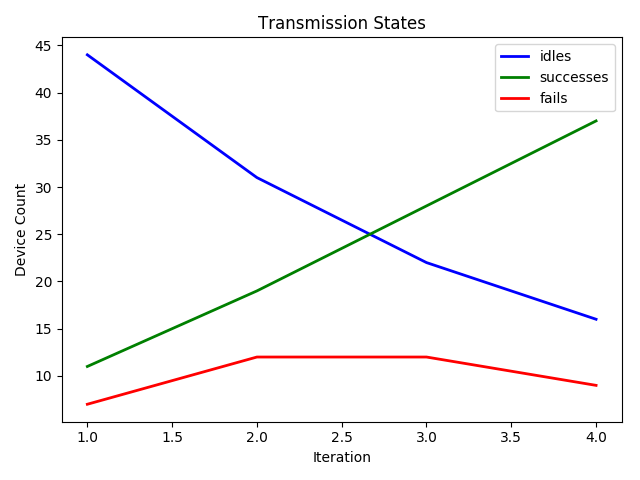 Transmission States
idles
successes
fails
45
40
35
30
25
20
15
10
Device Count
1.0 1.5 2.0 2.5 3.0 3.5 4.0
Iteration